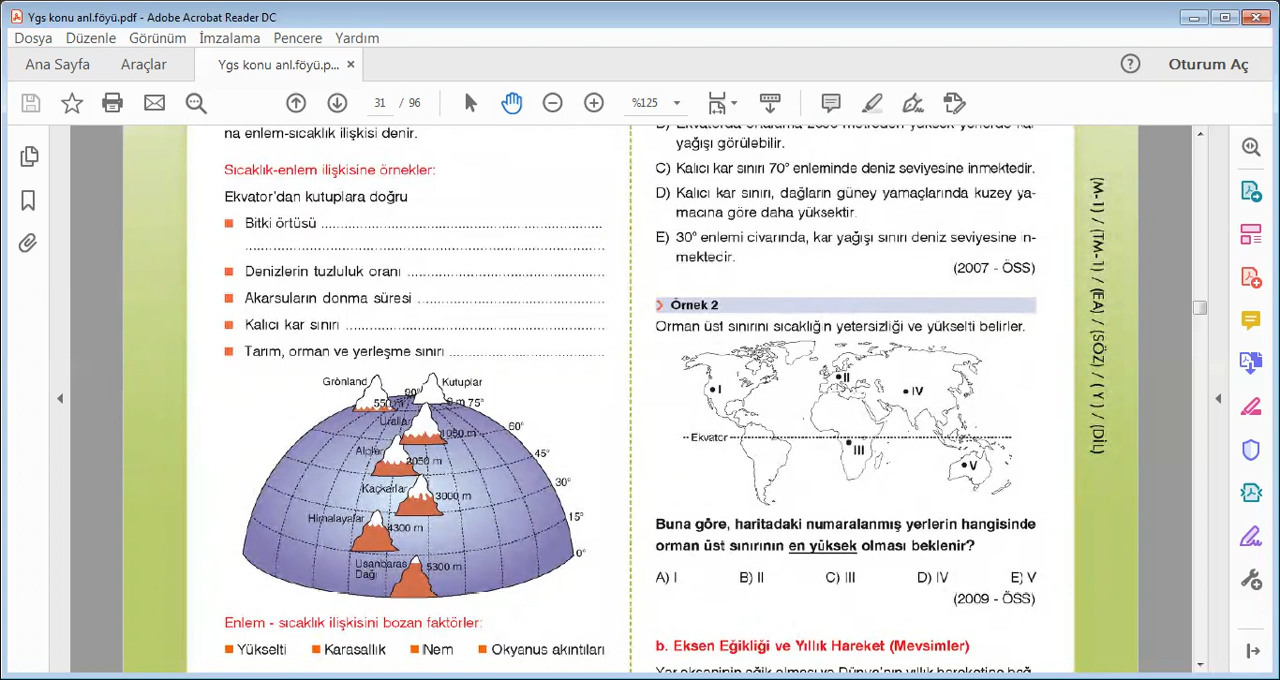 Ygs konu anl.föyü.pdf - Adobe Acrobat Reader DC
Dosya Düzenle Görünüm İmzalama Pencere Yardım
Ana Sayfa Araçlar Ygs konu anl.föyü.p... × ? Oturum Aç
31 / 96 %125
na enlem-sıcaklık ilişkisi denir.
Sıcaklık-enlem ilişkisine örnekler:
Ekvator'dan kutuplara doğru
Bitki örtüsü ................................................................
................................................................................
Denizlerin tuzluluk oranı .............................................
Akarsuların donma süresi ...........................................
Kalıcı kar sınırı ...........................................................
Tarım, orman ve yerleşme sınırı ...................................
Grönland Kutuplar
90°
550 m 0 m 75°
Urallar 1050 m 60°
Alpler 2050 m 45°
Kaçkarlar 3000 m 30°
Himalayalar 4300 m 15°
Usanbaras 5300 m 0°
Dağı
Enlem - sıcaklık ilişkisini bozan faktörler:
Yükselti Karasallık Nem Okyanus akıntıları
yağışı görülebilir.
C) Kalıcı kar sınırı 70° enleminde deniz seviyesine inmektedir.
D) Kalıcı kar sınırı, dağların güney yamaçlarında kuzey ya-
macına göre daha yüksektir.
E) 30° enlemi civarında, kar yağışı sınırı deniz seviyesine in-
mektedir.
(2007 - ÖSS)
Örnek 2
Orman üst sınırını sıcaklığın yetersizliği ve yükselti belirler.
I
II
IV
Ekvator
III
V
Buna göre, haritadaki numaralanmış yerlerin hangisinde
orman üst sınırının en yüksek olması beklenir?
A) I B) II C) III D) IV E) V
(2009 - ÖSS)
b. Eksen Eğikliği ve Yıllık Hareket (Mevsimler)
(M-1) / (TM-1) / (EA) / (SÖZ) / ( Y ) / (DİL)